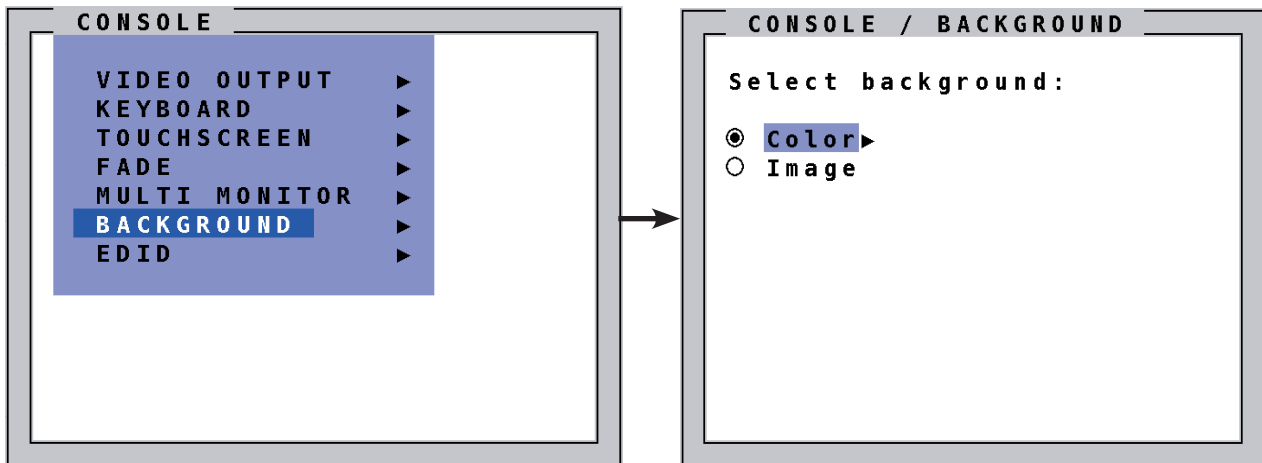 CONSOLE
VIDEO OUTPUT ▶
KEYBOARD ▶
TOUCHSCREEN ▶
FADE ▶
MULTI MONITOR ▶
BACKGROUND ▶
EDID ▶
CONSOLE / BACKGROUND
Select background:
Color▶
Image